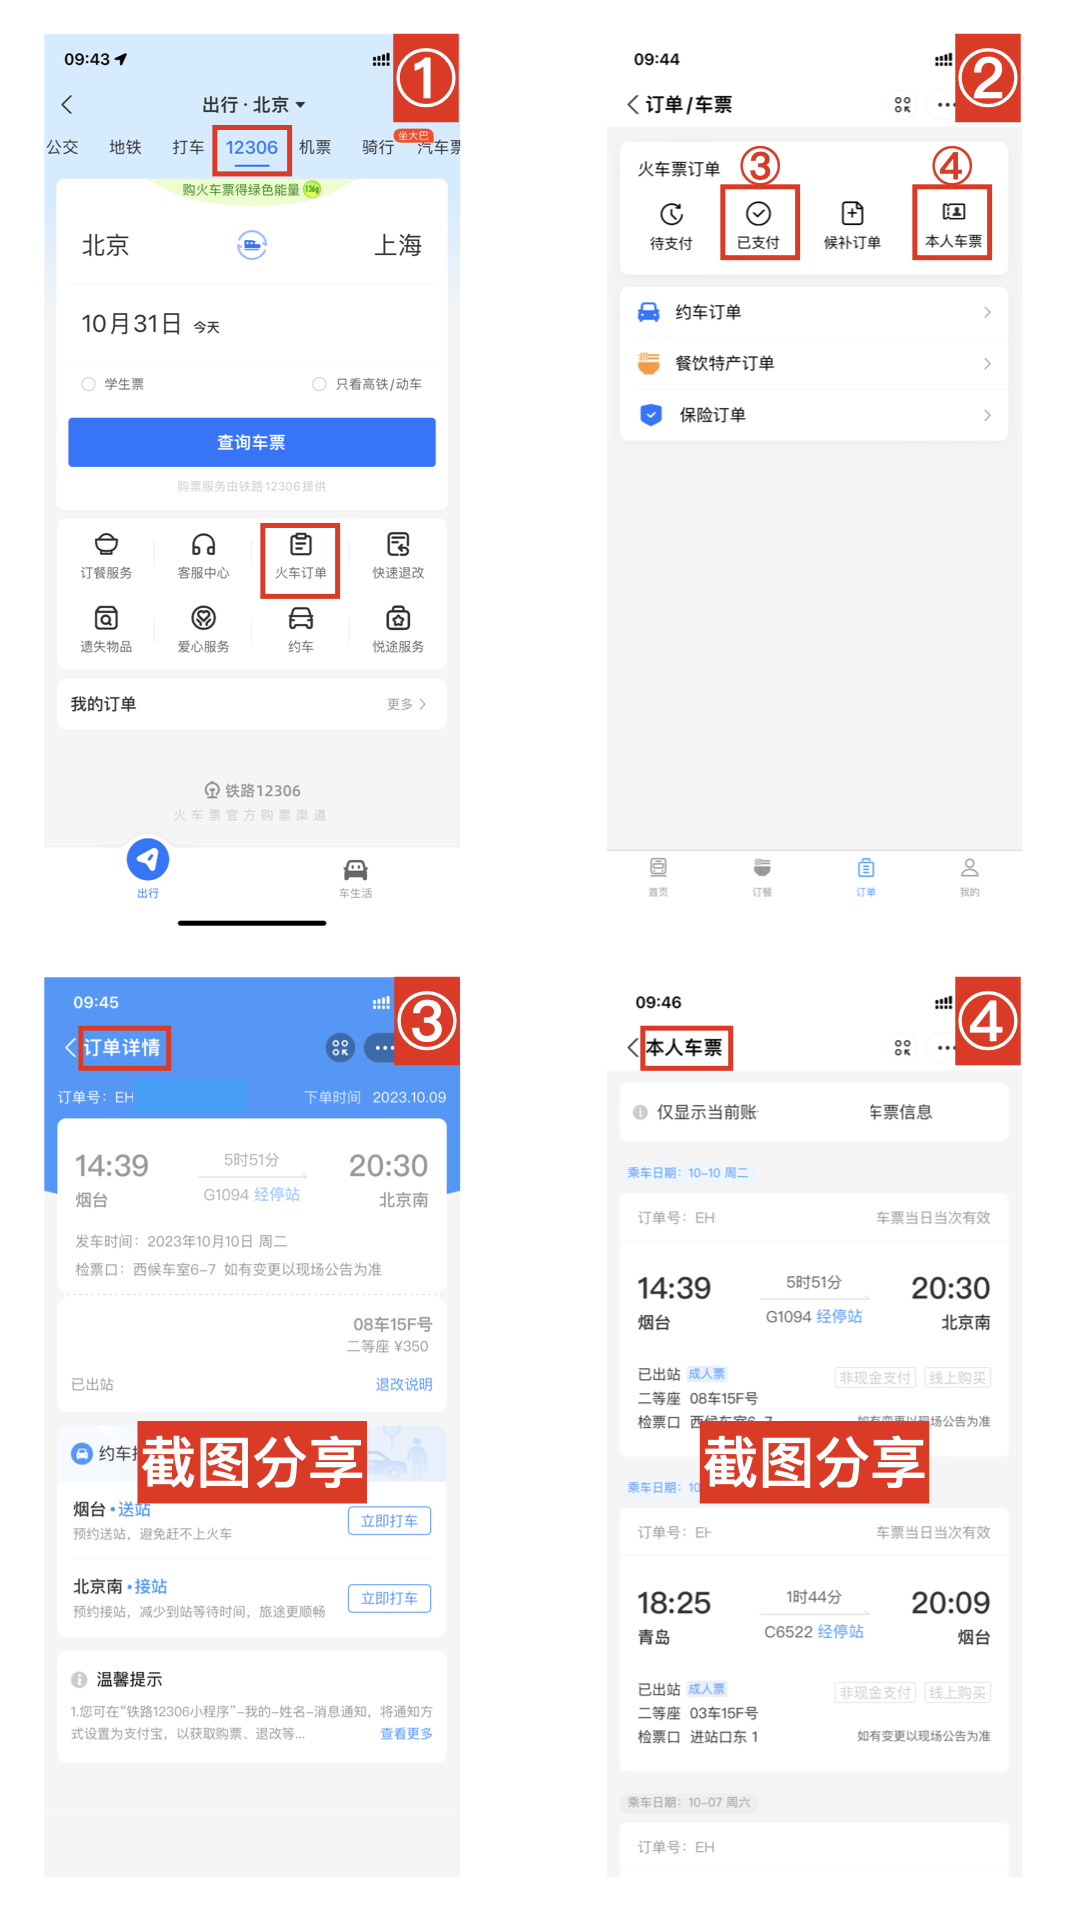 09:43
①
出行 · 北京
公交 地铁 打车 12306 机票 骑行 汽车票
坐大巴
购火车票得绿色能量 136g
北京 上海
10月31日 今天
学生票 只看高铁/动车
查询车票
购票服务由铁路12306提供
订餐服务 客服中心 火车订单 快速退改
遗失物品 爱心服务 约车 悦途服务
我的订单 更多
铁路12306
火车票官方购票渠道
出行 车生活
09:44
②
订单/车票
火车票订单 ③ ④
待支付 已支付 候补订单 本人车票
约车订单
餐饮特产订单
保险订单
首页 订餐 订单 我的
09:45
③
订单详情
订单号：EH 下单时间 2023.10.09
14:39 5时51分 20:30
烟台 G1094 经停站 北京南
发车时间：2023年10月10日 周二
检票口：西候车室6-7 如有变更以现场公告为准
08车15F号
二等座 ¥350
已出站 退改说明
约车
截图分享
烟台·送站
预约送站，避免赶不上火车
立即打车
北京南·接站
预约接站，减少到站等待时间，旅途更顺畅
立即打车
温馨提示
1.您可在“铁路12306小程序”-我的-姓名-消息通知，将通知方
式设置为支付宝，以获取购票、退改等... 查看更多
09:46
④
本人车票
仅显示当前账 车票信息
乘车日期：10-10 周二
订单号：EH 车票当日当次有效
14:39 5时51分 20:30
烟台 G1094 经停站 北京南
已出站 成人票 非现金支付 线上购买
二等座 08车15F号
检票口 西候车室6-7 如有变更以现场公告为准
截图分享
乘车日期：10
订单号：EH 车票当日当次有效
18:25 1时44分 20:09
青岛 C6522 经停站 烟台
已出站 成人票 非现金支付 线上购买
二等座 03车15F号
检票口 进站口东 1 如有变更以现场公告为准
乘车日期：10-07 周六
订单号：EH